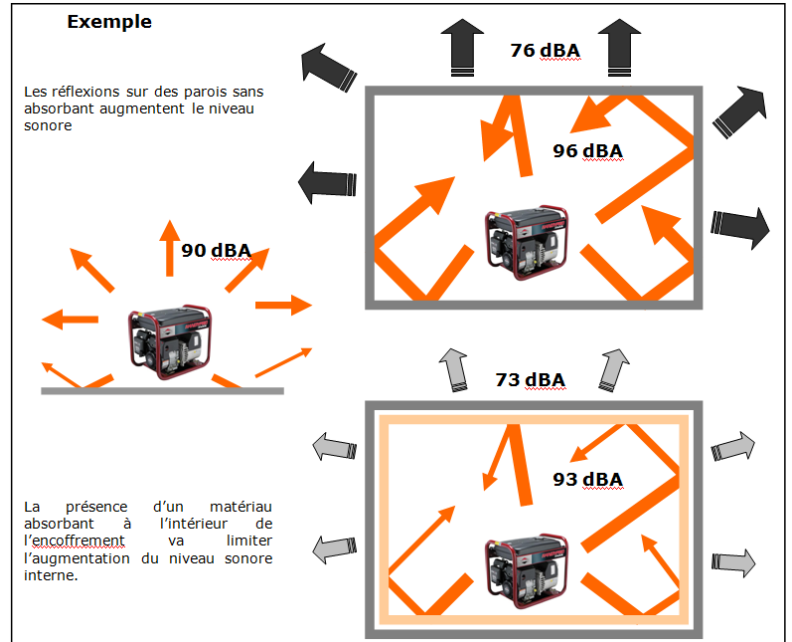 Exemple
76 dBA
Les réflexions sur des parois sans
absorbant augmentent le niveau
sonore
96 dBA
90 dBA
73 dBA
93 dBA
La présence d'un matériau
absorbant à l'intérieur de
l'encoffrement va limiter
l'augmentation du niveau sonore
interne.